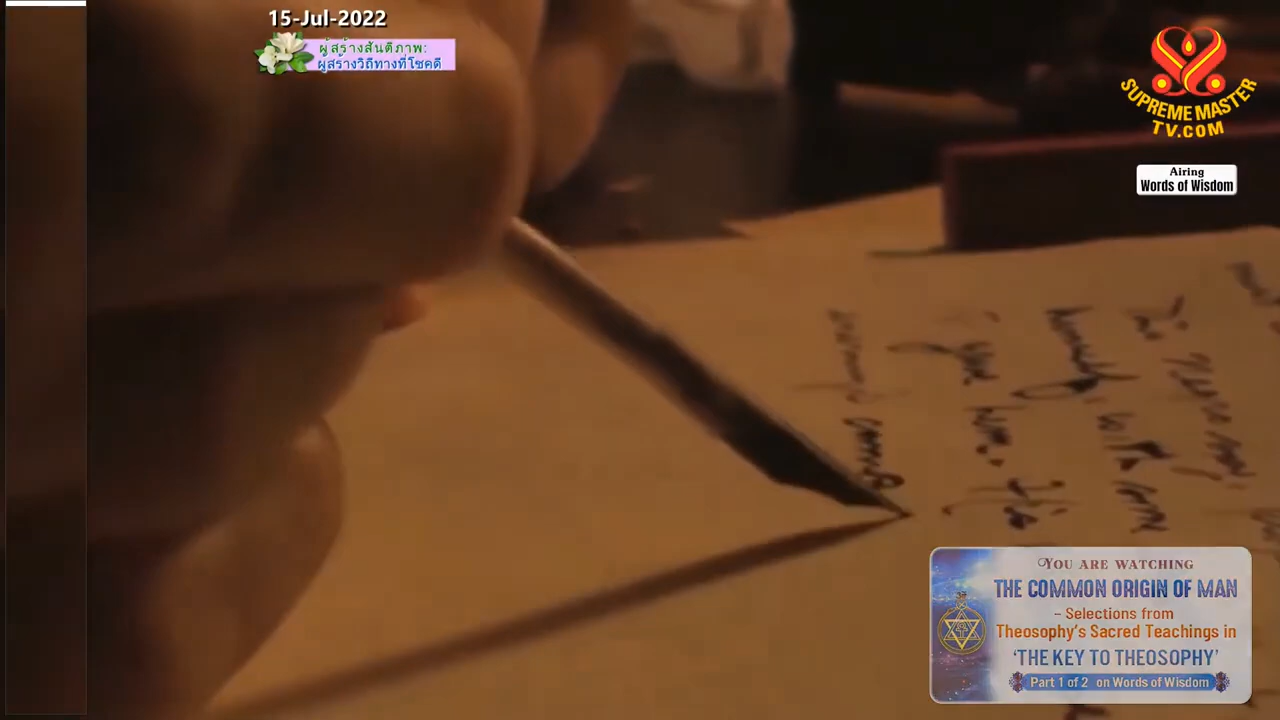 15-Jul-2022
ผู้สร้างสันติภาพ:
ผู้สร้างวิถีทางที่โชคดี
SUPREME MASTER
TV.COM
Airing
Words of Wisdom
with
YOU ARE WATCHING
THE COMMON ORIGIN OF MAN
– Selections from
Theosophy's Sacred Teachings in
'THE KEY TO THEOSOPHY'
Part 1 of 2 on Words of Wisdom